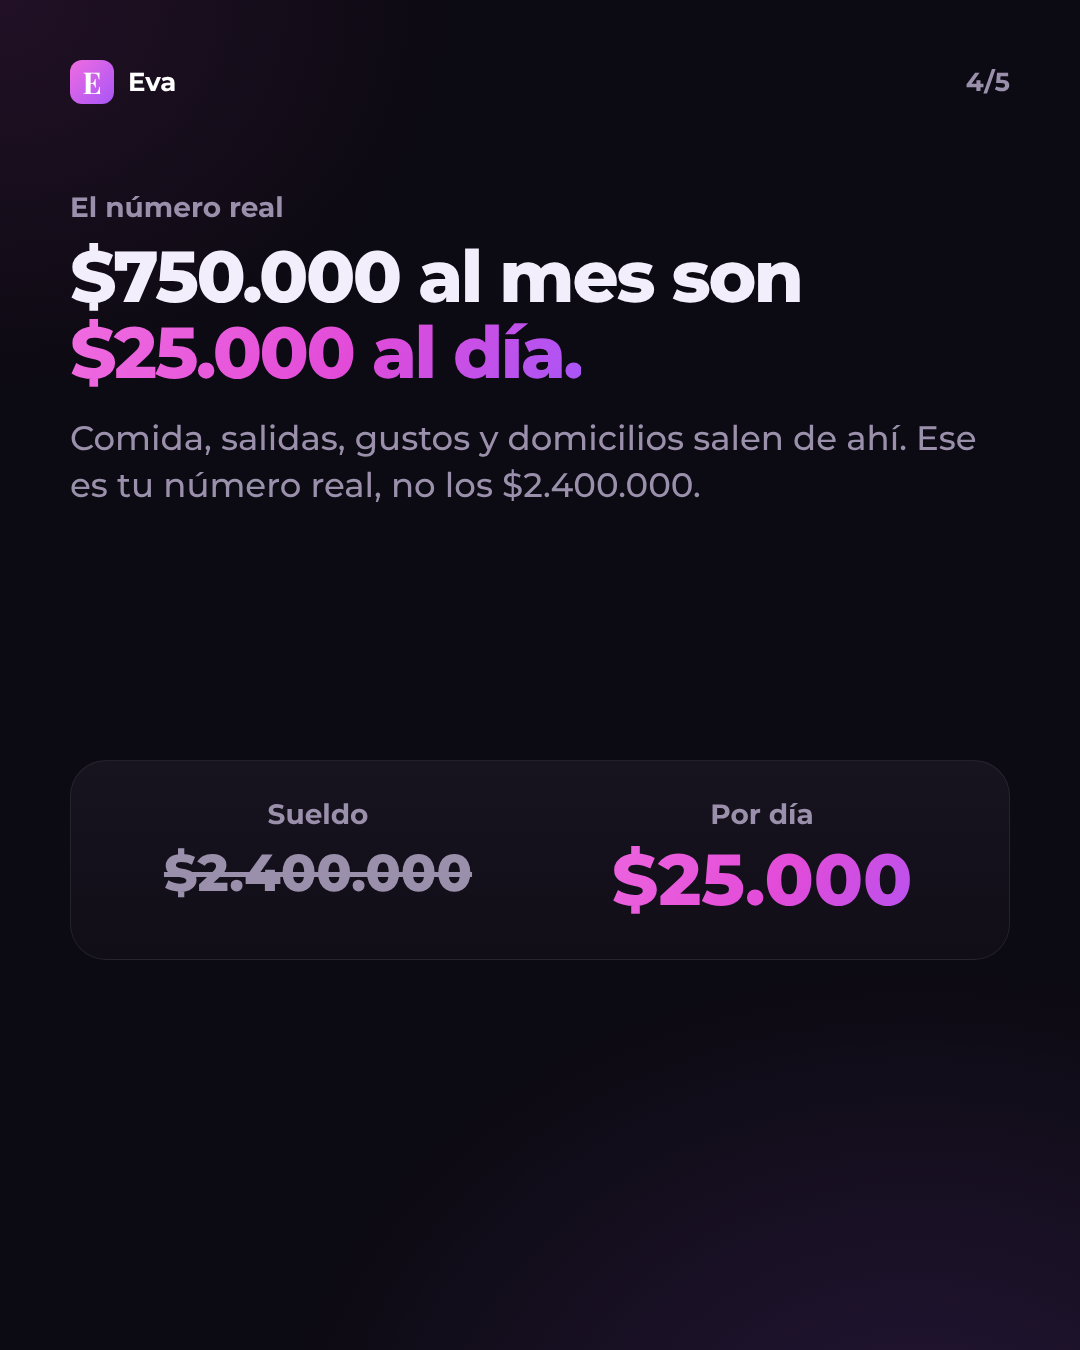 E Eva
4/5
El número real
$750.000 al mes son
$25.000 al día.
Comida, salidas, gustos y domicilios salen de ahí. Ese
es tu número real, no los $2.400.000.
Sueldo
$2.400.000
Por día
$25.000